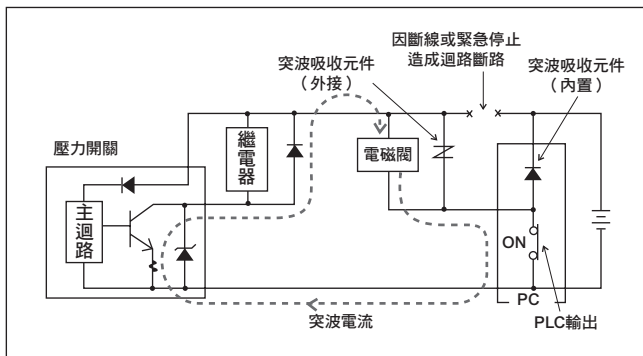 因斷線或緊急停止
造成迴路斷路
突波吸收元件
（外接）
突波吸收元件
（內置）
壓力開關
繼電器
電磁閥
主迴路
ON
PC
PLC輸出
突波電流